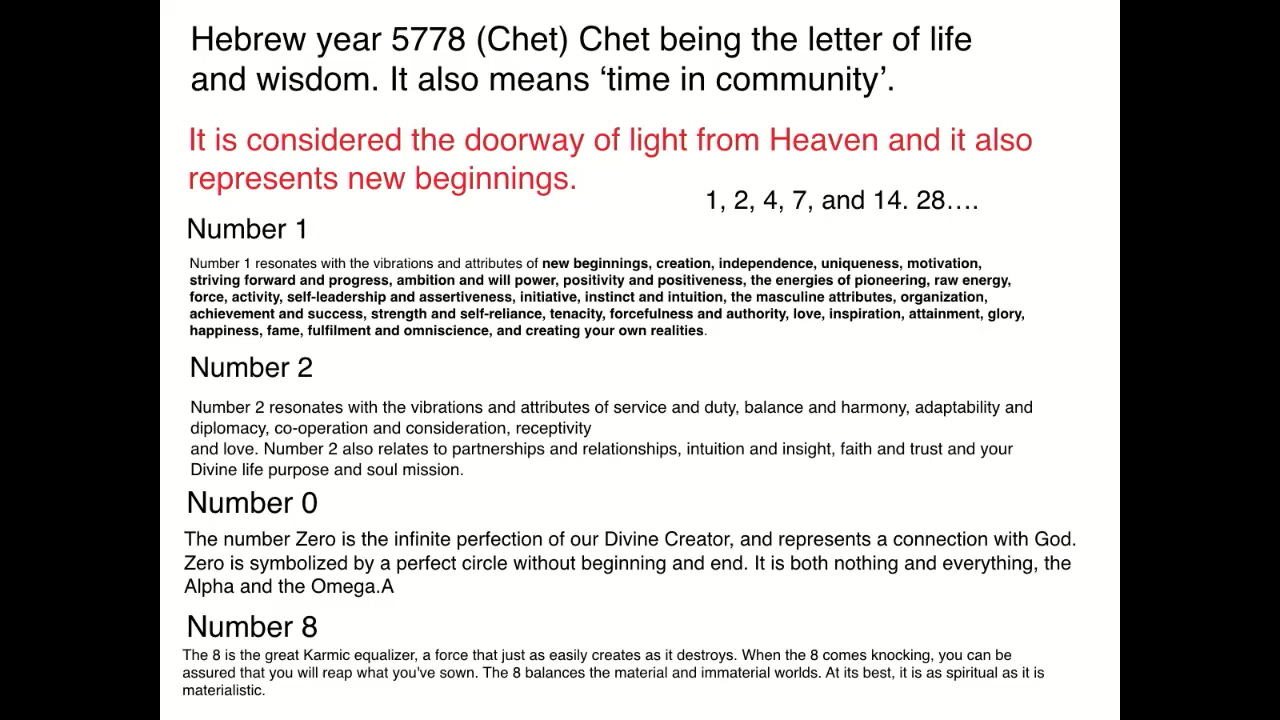 Hebrew year 5778 (Chet) Chet being the letter of life
and wisdom. It also means ‘time in community’.
It is considered the doorway of light from Heaven and it also
represents new beginnings.
1, 2, 4, 7, and 14. 28….
Number 1
Number 1 resonates with the vibrations and attributes of new beginnings, creation, independence, uniqueness, motivation,
striving forward and progress, ambition and will power, positivity and positiveness, the energies of pioneering, raw energy,
force, activity, self-leadership and assertiveness, initiative, instinct and intuition, the masculine attributes, organization,
achievement and success, strength and self-reliance, tenacity, forcefulness and authority, love, inspiration, attainment, glory,
happiness, fame, fulfilment and omniscience, and creating your own realities.
Number 2
Number 2 resonates with the vibrations and attributes of service and duty, balance and harmony, adaptability and
diplomacy, co-operation and consideration, receptivity
and love. Number 2 also relates to partnerships and relationships, intuition and insight, faith and trust and your
Divine life purpose and soul mission.
Number 0
The number Zero is the infinite perfection of our Divine Creator, and represents a connection with God.
Zero is symbolized by a perfect circle without beginning and end. It is both nothing and everything, the
Alpha and the Omega.A
Number 8
The 8 is the great Karmic equalizer, a force that just as easily creates as it destroys. When the 8 comes knocking, you can be
assured that you will reap what you've sown. The 8 balances the material and immaterial worlds. At its best, it is as spiritual as it is
materialistic.